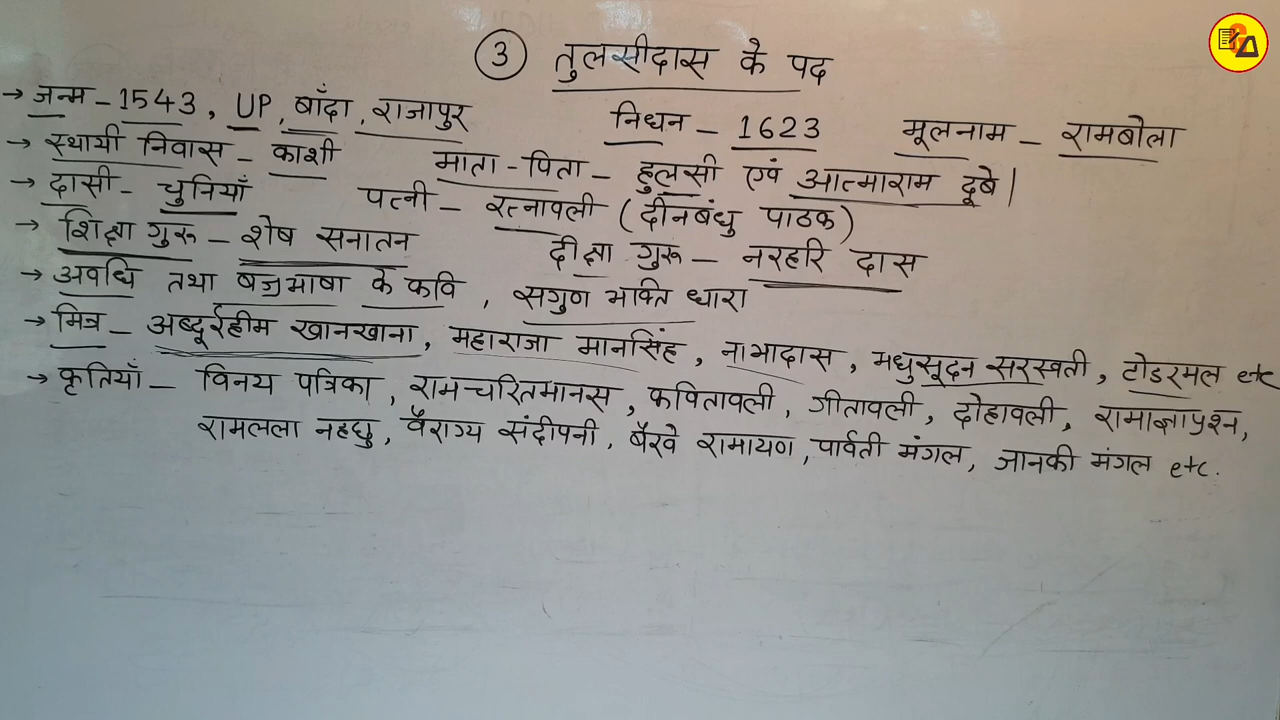 ③ तुलसीदास के पद
→ जन्म - 1543, UP, बाँदा, राजापुर निधन - 1623 मूलनाम - रामबोला
→ स्थायी निवास - काशी माता-पिता - हुलसी एवं आत्माराम दूबे।
→ दासी - चुनियाँ पत्नी - रत्नावली (दीनबंधु पाठक)
→ शिक्षा गुरू - शेष सनातन दीक्षा गुरू - नरहरि दास
→ अवधि तथा ब्रजभाषा के कवि, सगुण भक्ति धारा
→ मित्र - अब्दूर्रहीम खानखाना, महाराजा मानसिंह, नाभादास, मधुसूदन सरस्वती, टोडरमल etc
→ कृतियाँ - विनय पत्रिका, रामचरितमानस, कवितावली, गीतावली, दोहावली, रामाज्ञाप्रश्न,
रामलला नहछु, वैराग्य संदीपनी, बैरवे रामायण, पार्वती मंगल, जानकी मंगल etc.